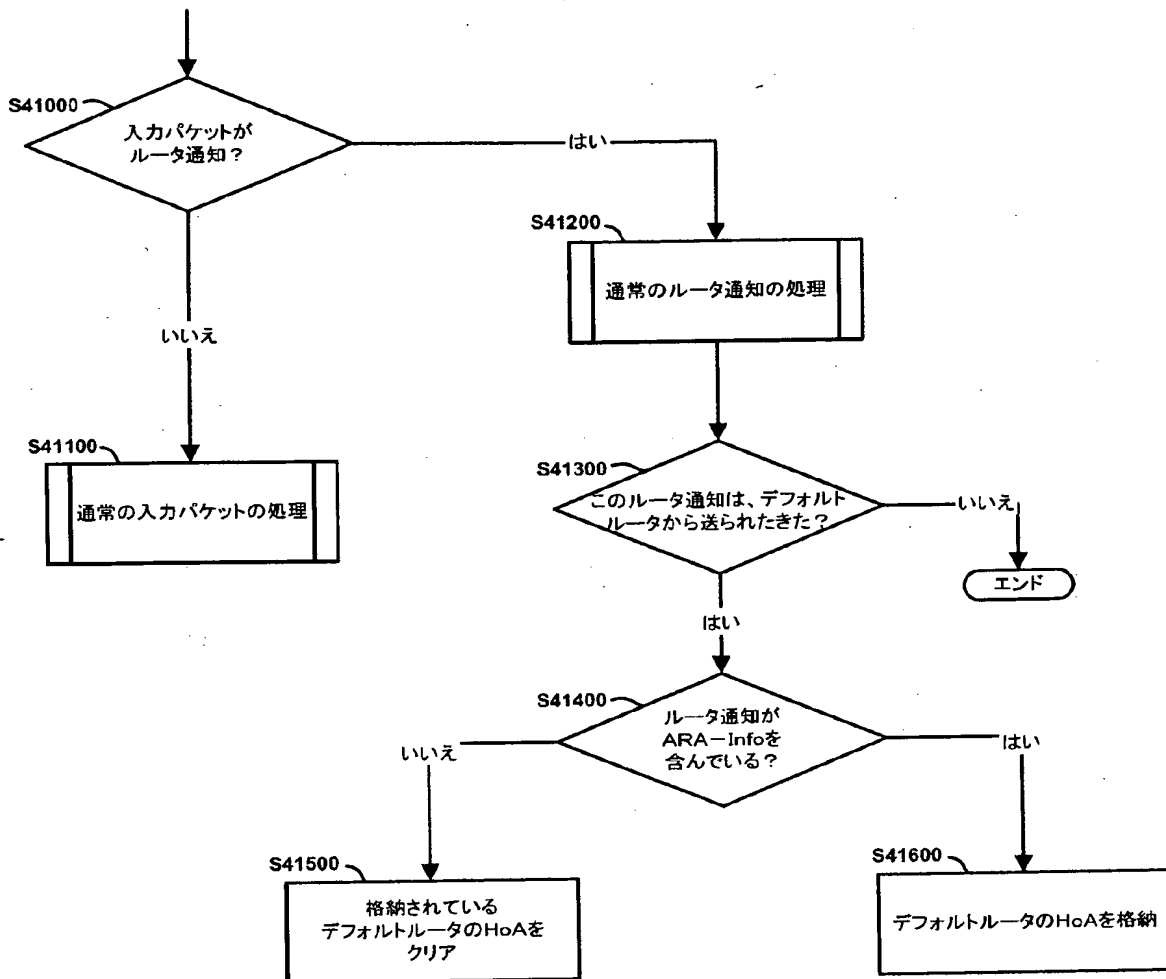 S41000
入力パケットが
ルータ通知?
はい
いいえ
S41100
通常の入力パケットの処理
S41200
通常のルータ通知の処理
S41300
このルータ通知は、デフォルト
ルータから送られたきた?
いいえ
エンド
はい
S41400
ルータ通知が
ARA-Infoを
含んでいる?
いいえ
はい
S41500
格納されている
デフォルトルータのHoAを
クリア
S41600
デフォルトルータのHoAを格納